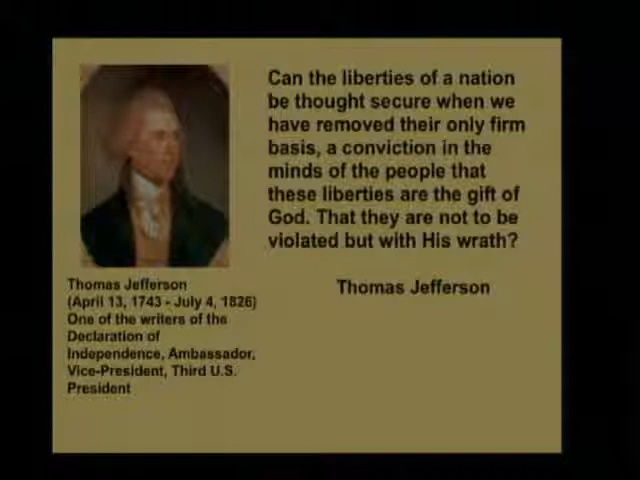 Can the liberties of a nation
be thought secure when we
have removed their only firm
basis, a conviction in the
minds of the people that
these liberties are the gift of
God. That they are not to be
violated but with His wrath?
Thomas Jefferson
Thomas Jefferson
(April 13, 1743 - July 4, 1826)
One of the writers of the
Declaration of
Independence, Ambassador,
Vice-President, Third U.S.
President